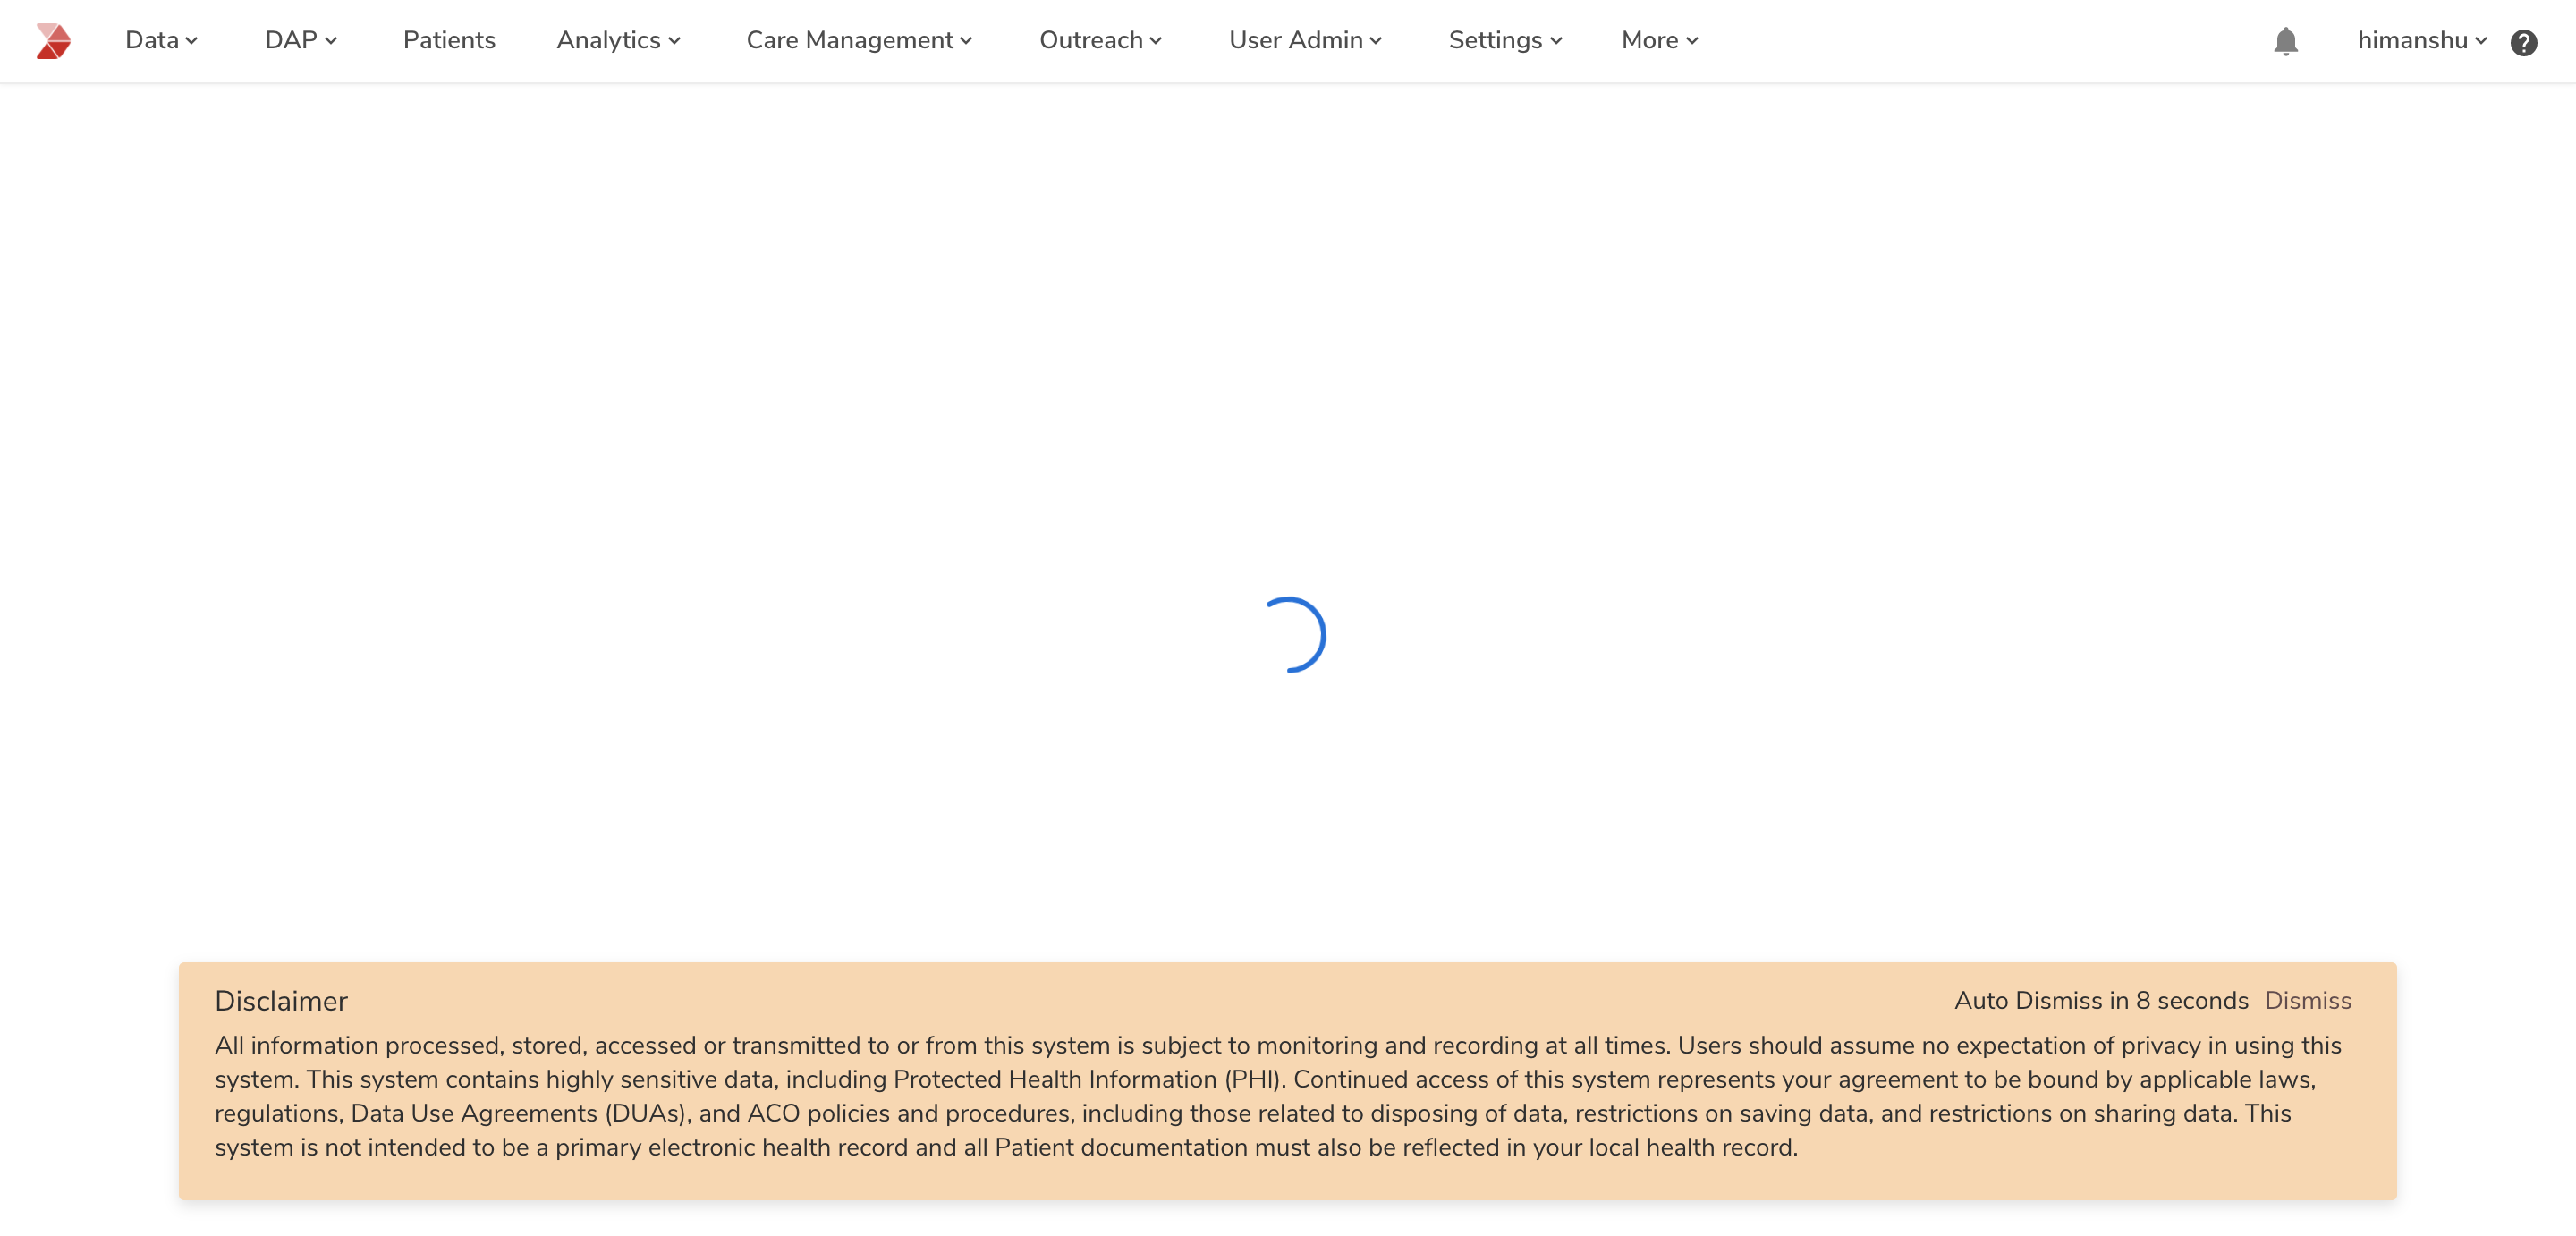 Data DAP Patients Analytics Care Management Outreach User Admin Settings More himanshu ?
Disclaimer Auto Dismiss in 8 seconds Dismiss
All information processed, stored, accessed or transmitted to or from this system is subject to monitoring and recording at all times. Users should assume no expectation of privacy in using this
system. This system contains highly sensitive data, including Protected Health Information (PHI). Continued access of this system represents your agreement to be bound by applicable laws,
regulations, Data Use Agreements (DUAs), and ACO policies and procedures, including those related to disposing of data, restrictions on saving data, and restrictions on sharing data. This
system is not intended to be a primary electronic health record and all Patient documentation must also be reflected in your local health record.